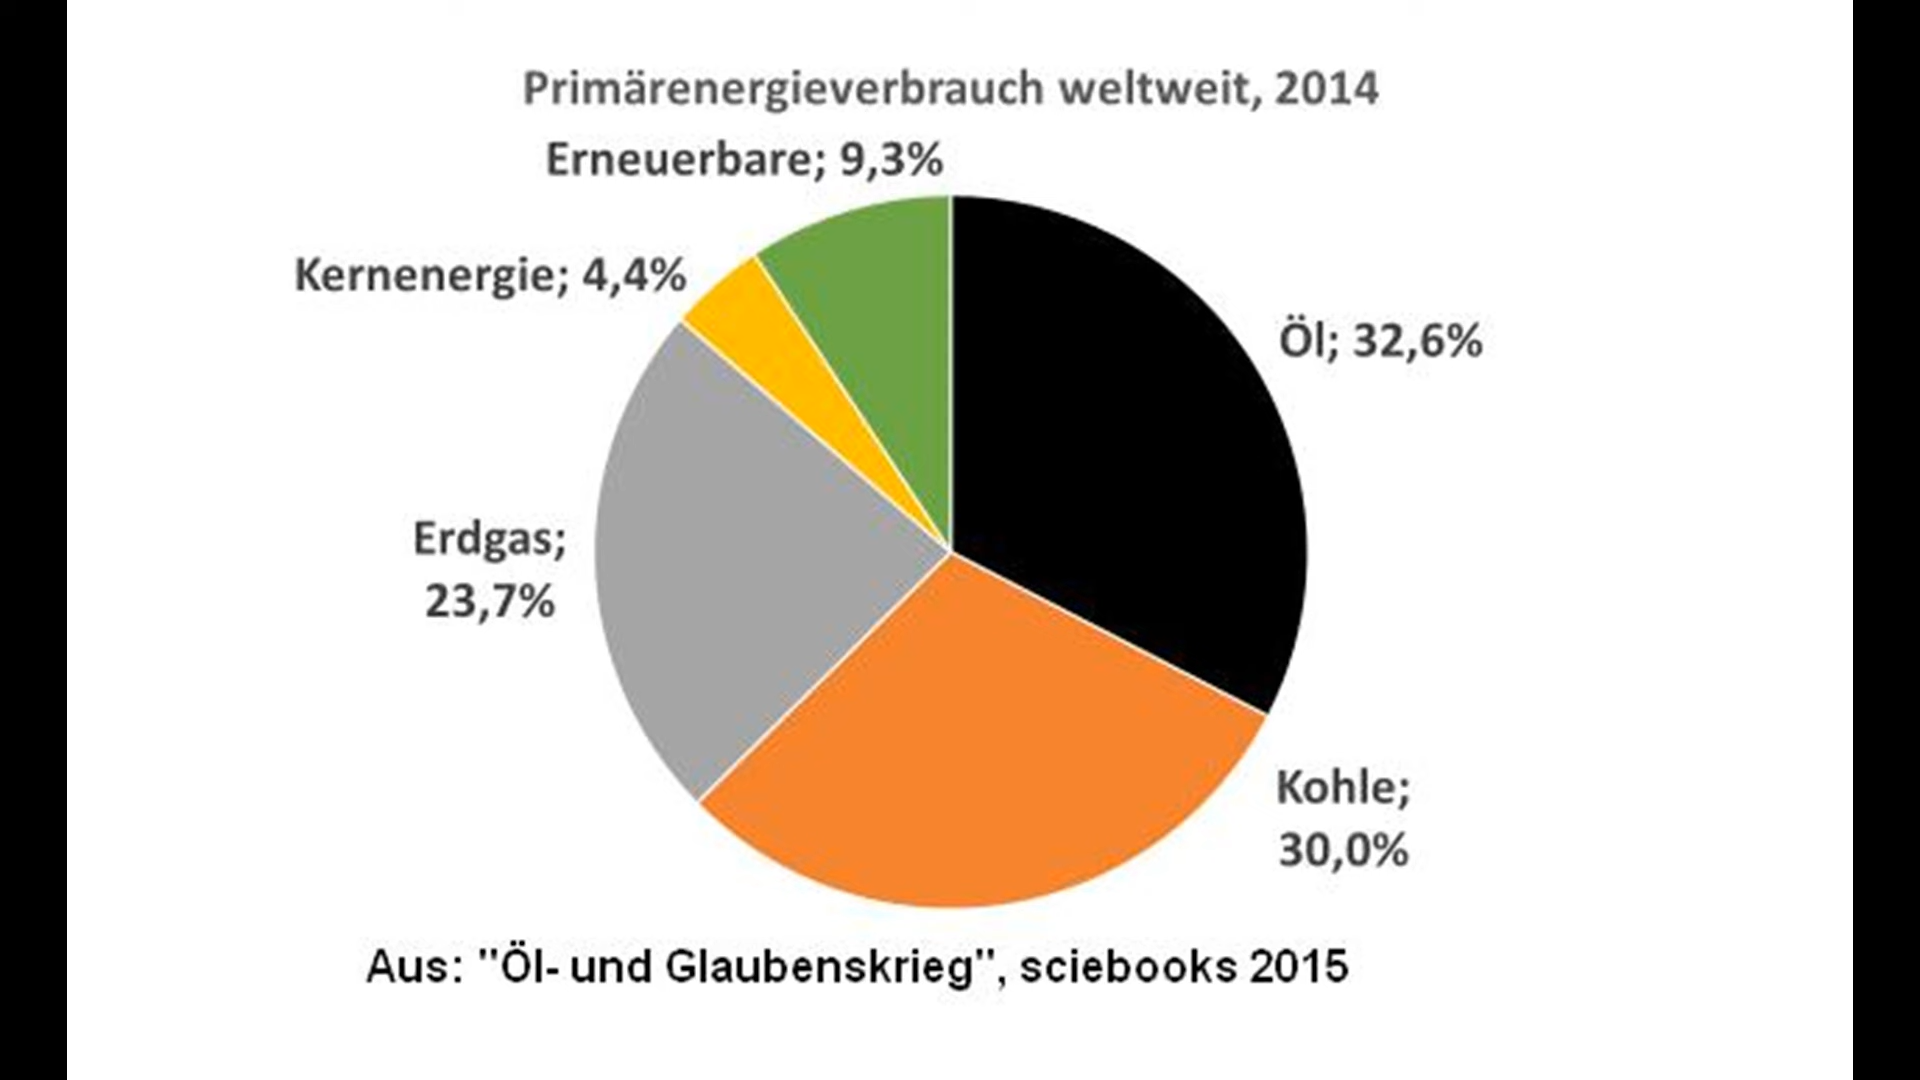 Primärenergieverbrauch weltweit, 2014
Erneuerbare; 9,3%
Kernenergie; 4,4%
Öl; 32,6%
Erdgas;
23,7%
Kohle;
30,0%
Aus: "Öl- und Glaubenskrieg", sciebooks 2015